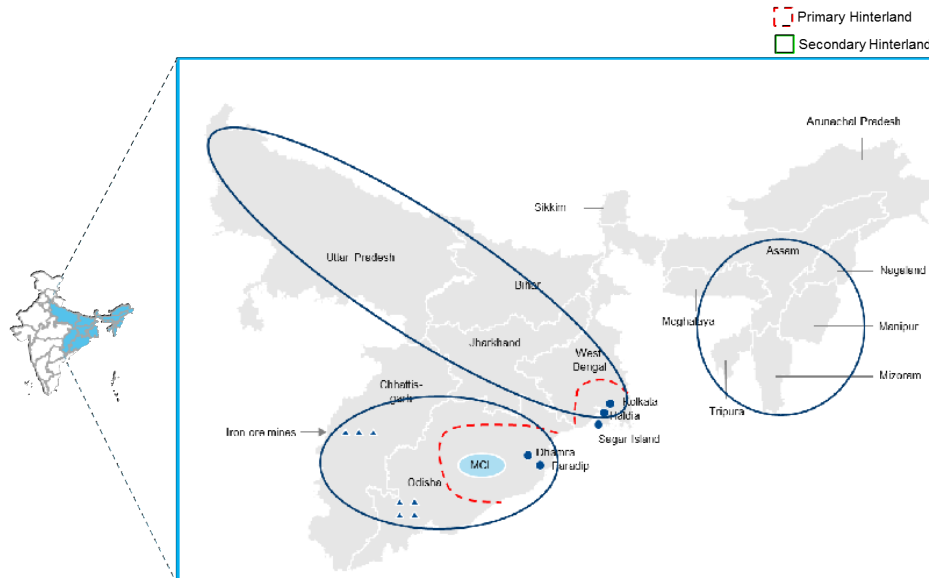 Primary Hinterland
Secondary Hinterland
Arunachal Pradesh
Sikkim
Uttar Pradesh
Assam
Nagaland
Bihar
Meghalaya
Manipur
Jharkhand
West
Bengal
Chhattis-
garh
Mizoram
Kolkata
Haldia
Tripura
Iron ore mines
Sagar Island
Dhamra
MCL
Paradip
Odisha